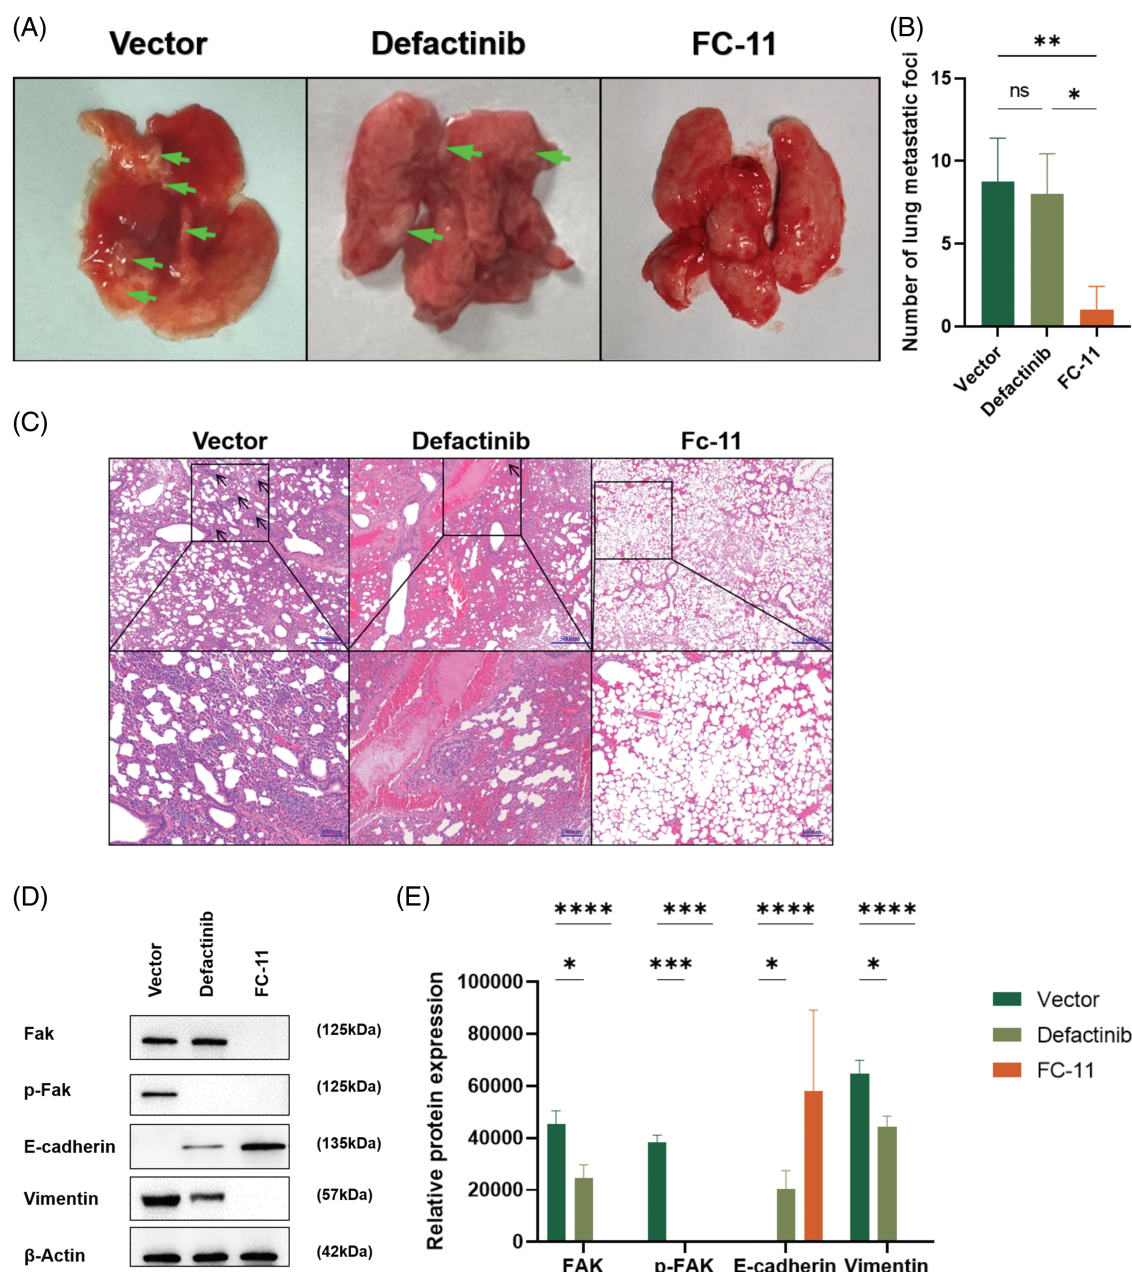 (A)
Vector Defactinib FC-11
(B)
** 
ns *
Number of lung metastatic foci
15
10
5
0
Vector
Defactinib
FC-11
(C)
Vector Defactinib Fc-11
(D)
Vector
Defactinib
FC-11
Fak (125kDa)
p-Fak (125kDa)
E-cadherin (135kDa)
Vimentin (57kDa)
β-Actin (42kDa)
(E)
**** *** **** ****
* *** * *
Relative protein expression
100000
80000
60000
40000
20000
0
FAK p-FAK E-cadherin Vimentin
Vector
Defactinib
FC-11